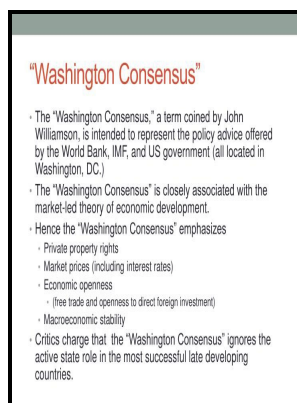 “Washington Consensus”
• The “Washington Consensus,” a term coined by John
Williamson, is intended to represent the policy advice offered
by the World Bank, IMF, and US government (all located in
Washington, DC.)
• The “Washington Consensus” is closely associated with the
market-led theory of economic development.
• Hence the “Washington Consensus” emphasizes
• Private property rights
• Market prices (including interest rates)
• Economic openness
• (free trade and openness to direct foreign investment)
• Macroeconomic stability
• Critics charge that the “Washington Consensus” ignores the
active state role in the most successful late developing
countries.